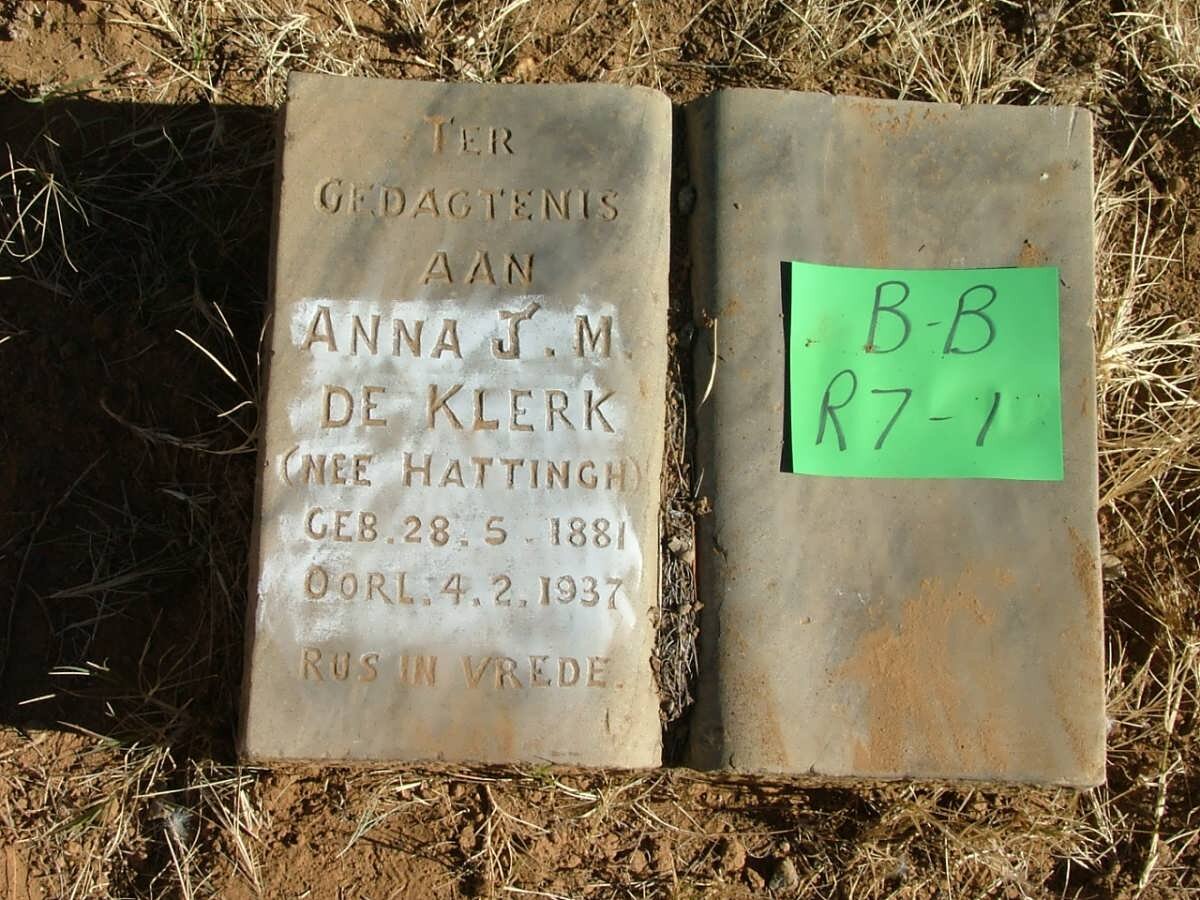 TER
GEDAGTENIS
AAN
ANNA J. M.
DE KLERK
(NEE HATTINGH)
GEB. 28. 5. 1881
OORL. 4. 2. 1937
RUS IN VREDE.
B-B
R7-1